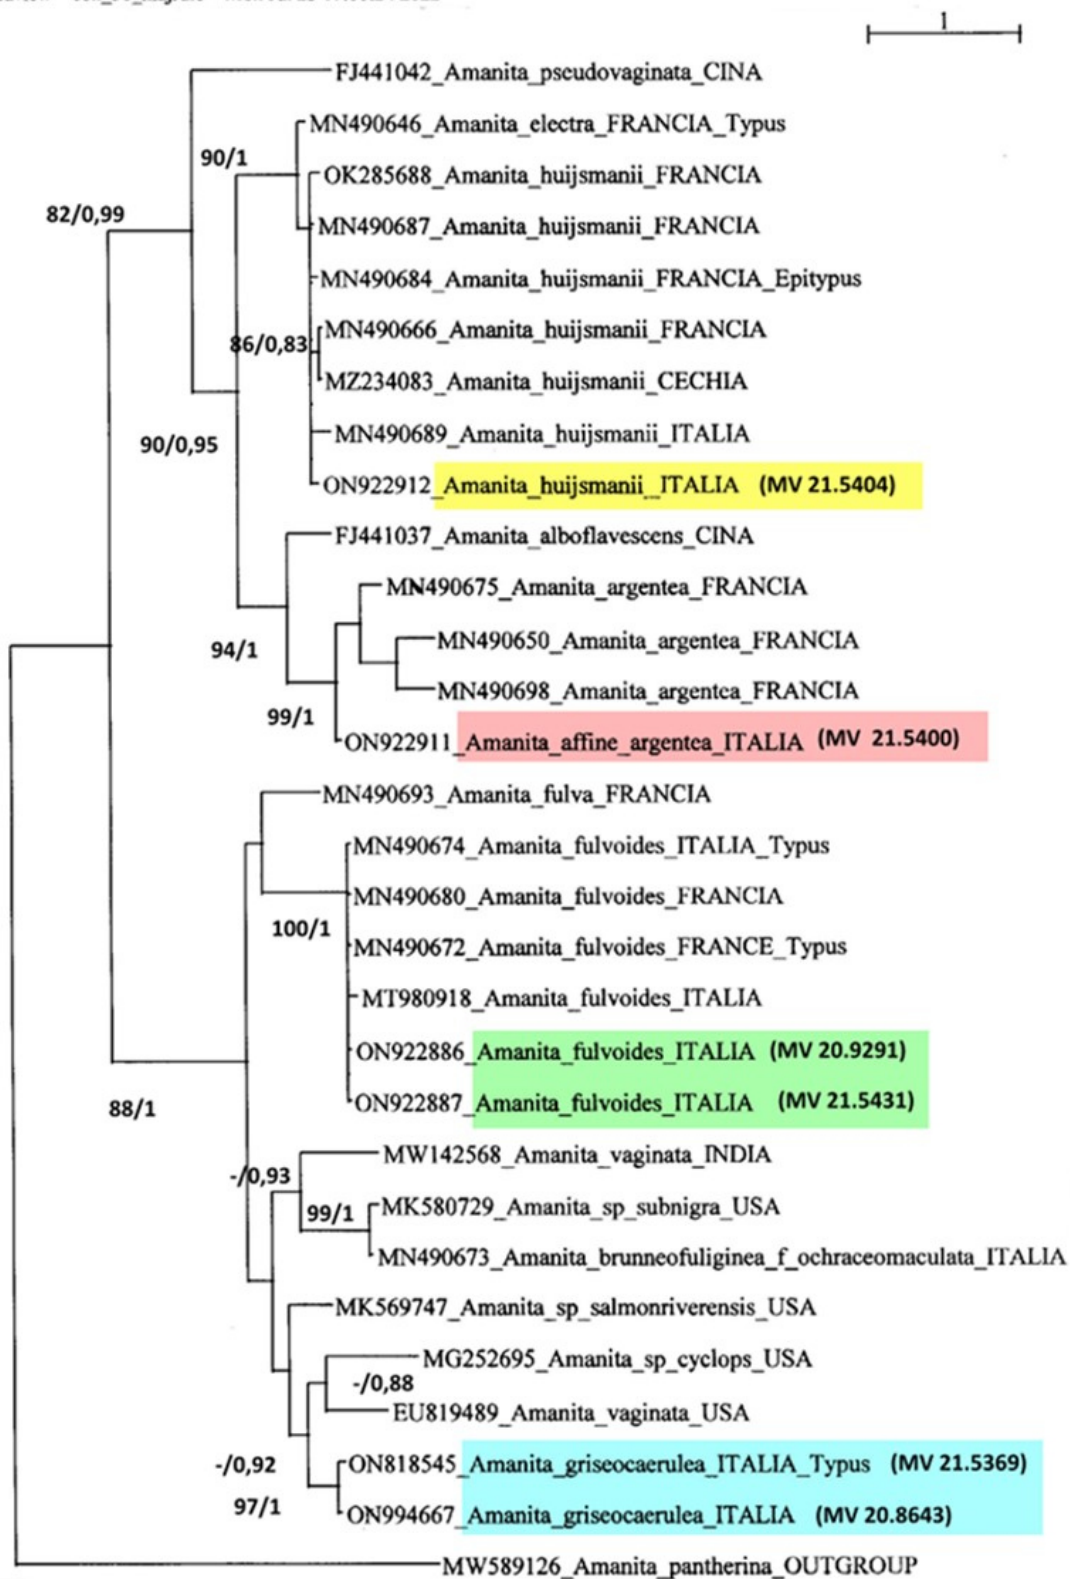 1
FJ441042_Amanita_pseudovaginata_CINA
MN490646_Amanita_electra_FRANCIA_Typus
90/1
OK285688_Amanita_huijsmanii_FRANCIA
82/0,99
MN490687_Amanita_huijsmanii_FRANCIA
MN490684_Amanita_huijsmanii_FRANCIA_Epitypus
MN490666_Amanita_huijsmanii_FRANCIA
86/0,83
MZ234083_Amanita_huijsmanii_CECHIA
MN490689_Amanita_huijsmanii_ITALIA
90/0,95
ON922912_Amanita_huijsmanii_ITALIA (MV 21.5404)
FJ441037_Amanita_alboflavescens_CINA
MN490675_Amanita_argentea_FRANCIA
MN490650_Amanita_argentea_FRANCIA
94/1
MN490698_Amanita_argentea_FRANCIA
99/1
ON922911_Amanita_affine_argentea_ITALIA (MV 21.5400)
MN490693_Amanita_fulva_FRANCIA
MN490674_Amanita_fulvoides_ITALIA_Typus
MN490680_Amanita_fulvoides_FRANCIA
100/1
MN490672_Amanita_fulvoides_FRANCE_Typus
MT980918_Amanita_fulvoides_ITALIA
ON922886_Amanita_fulvoides_ITALIA (MV 20.9291)
ON922887_Amanita_fulvoides_ITALIA (MV 21.5431)
88/1
MW142568_Amanita_vaginata_INDIA
-/0,93
MK580729_Amanita_sp_subnigra_USA
99/1
MN490673_Amanita_brunneofuliginea_f_ochraceomaculata_ITALIA
MK569747_Amanita_sp_salmonriverensis_USA
MG252695_Amanita_sp_cyclops_USA
-/0,88
EU819489_Amanita_vaginata_USA
-/0,92
ON818545_Amanita_griseocaerulea_ITALIA_Typus (MV 21.5369)
97/1
ON994667_Amanita_griseocaerulea_ITALIA (MV 20.8643)
MW589126_Amanita_pantherina_OUTGROUP